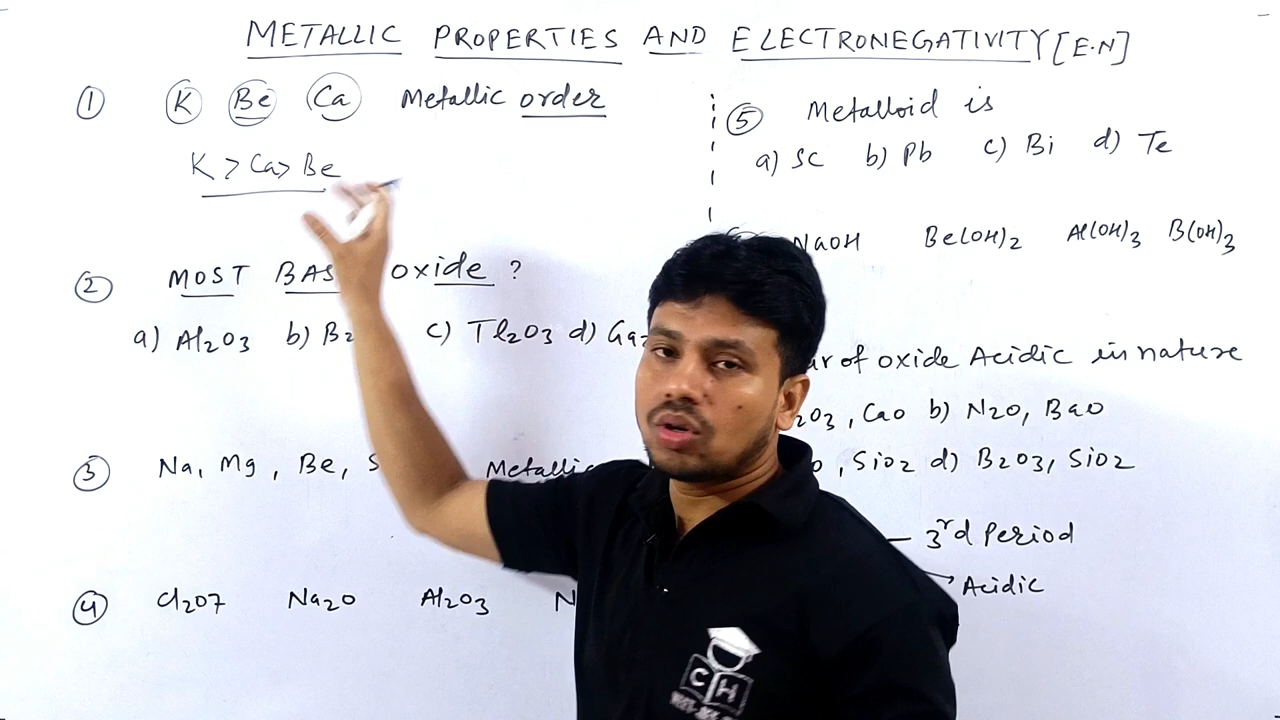 METALLIC PROPERTIES AND ELECTRONEGATIVITY [E.N]
① K Be Ca Metallic order
K > Ca > Be
② MOST BAS oxide ?
a) Al2O3 b) B2 c) Tl2O3 d) Ga2
③ Na, Mg, Be, S Metallic
④ Cl2O7 Na2O Al2O3 N
⑤ Metalloid is
a) Sc b) Pb c) Bi d) Te
NaOH Be(OH)2 Al(OH)3 B(OH)3
of oxide Acidic in nature
2O3, CaO b) N2O, BaO
O, SiO2 d) B2O3, SiO2
3rd Period
Acidic
CH